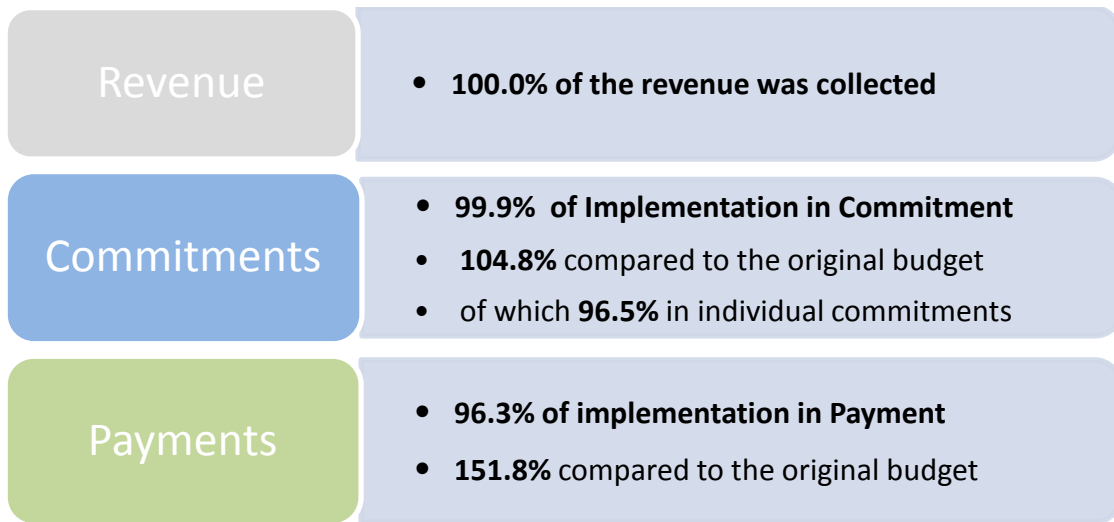 Revenue
• 100.0% of the revenue was collected
Commitments
• 99.9% of Implementation in Commitment
• 104.8% compared to the original budget
• of which 96.5% in individual commitments
Payments
• 96.3% of implementation in Payment
• 151.8% compared to the original budget